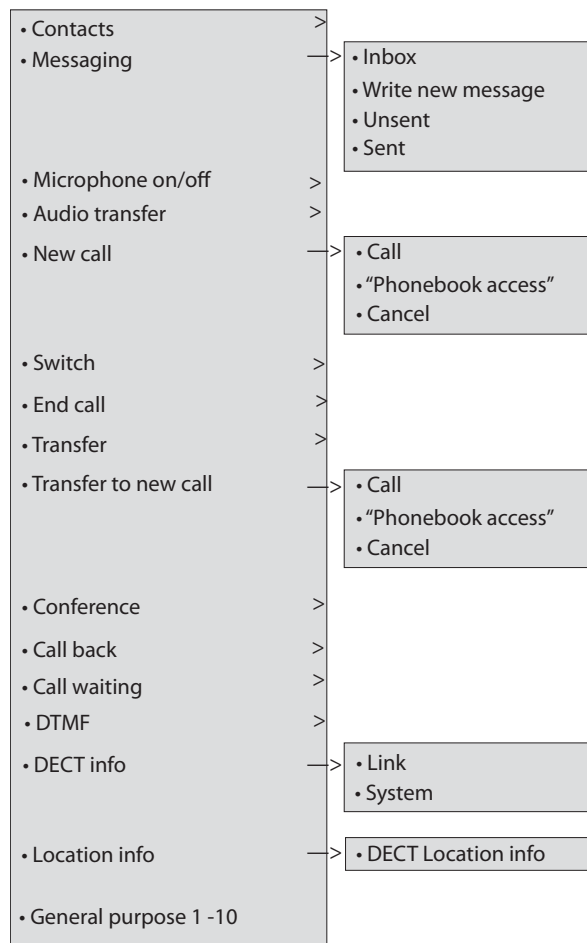 • Contacts >
• Messaging —>
• Inbox
• Write new message
• Unsent
• Sent
• Microphone on/off >
• Audio transfer >
• New call —>
• Call
• “Phonebook access”
• Cancel
• Switch >
• End call >
• Transfer >
• Transfer to new call —>
• Call
• “Phonebook access”
• Cancel
• Conference >
• Call back >
• Call waiting >
• DTMF >
• DECT info —>
• Link
• System
• Location info —>
• DECT Location info
• General purpose 1 -10